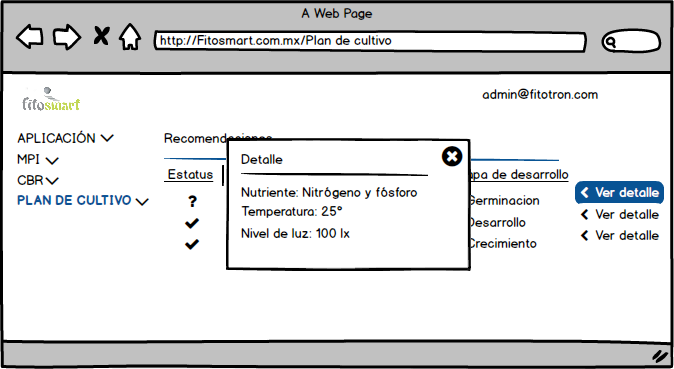 A Web Page
http://Fitosmart.com.mx/Plan de cultivo
fitosmart
admin@fitotron.com
APLICACIÓN
Recomendaciones
MPI
Detalle
CBR
Estatus
apa de desarrollo
PLAN DE CULTIVO
Nutriente: Nitrógeno y fósforo
Germinacion
Ver detalle
?
Temperatura: 25°
Desarrollo
Ver detalle
Nivel de luz: 100 lx
Crecimiento
Ver detalle